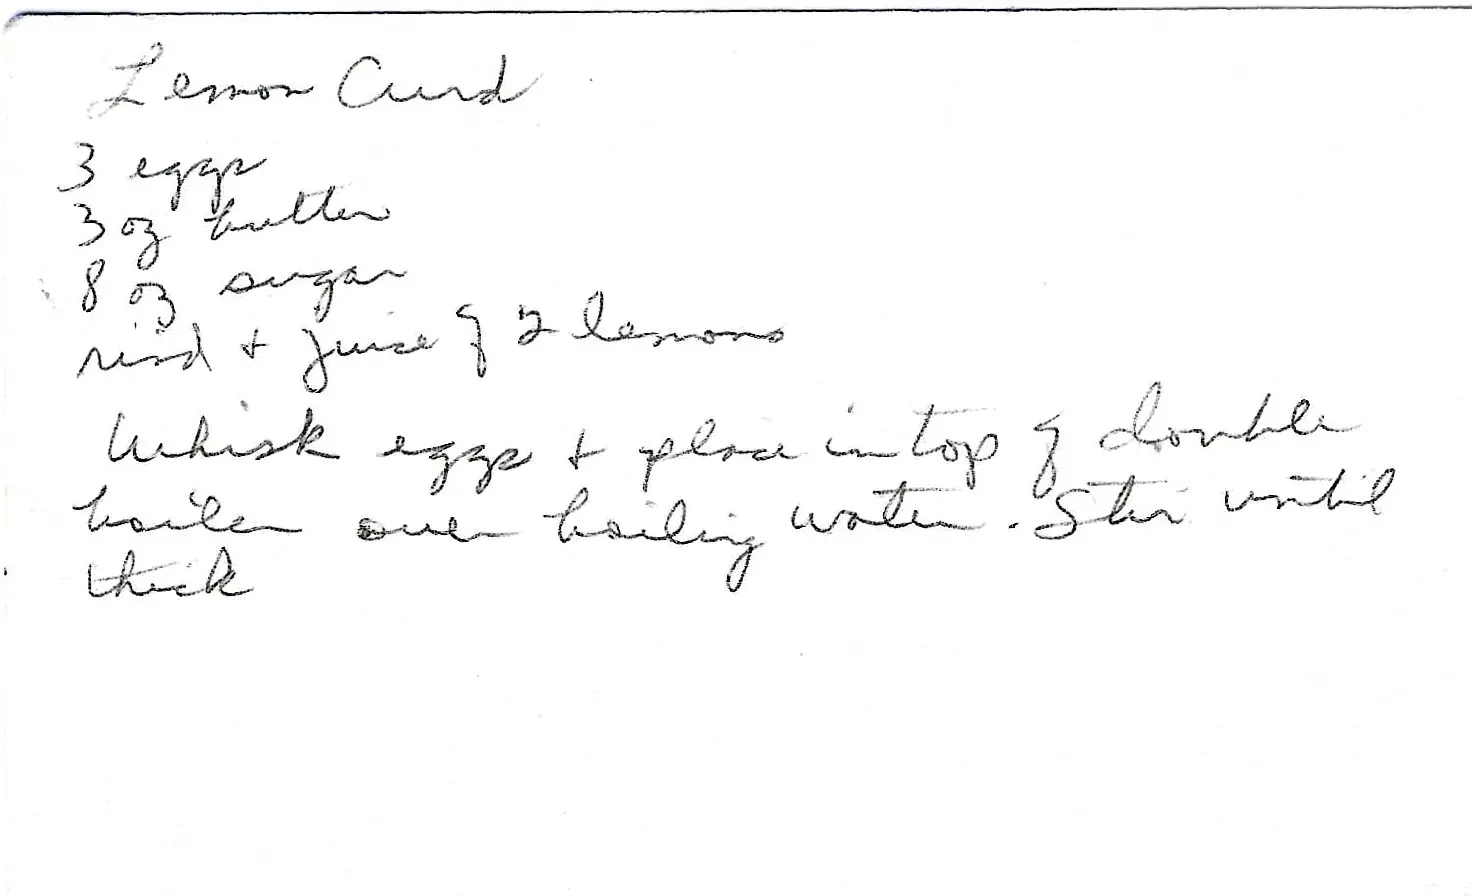 Lemon Curd
3 eggs
3 oz butter
8 oz sugar
rind + juice of 2 lemons
Whisk eggs + place in top of double
boiler over boiling water. Stir until
thick